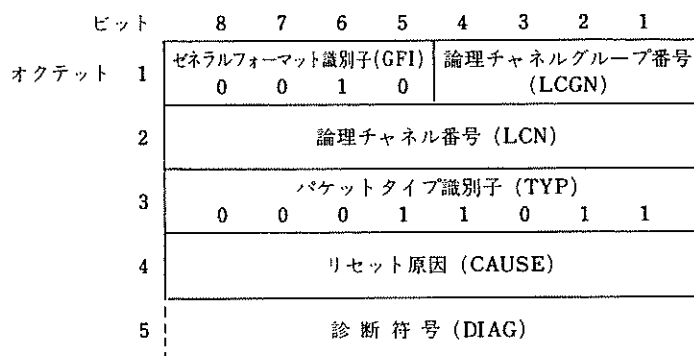 ビット 8 7 6 5 4 3 2 1
オクテット 1 ゼネラルフォーマット識別子(GFI) 論理チャネルグループ番号
0 0 1 0 (LCGN)
2 論理チャネル番号 (LCN)
パケットタイプ識別子 (TYP)
3
0 0 0 1 1 0 1 1
4 リセット原因 (CAUSE)
5 診断符号 (DIAG)